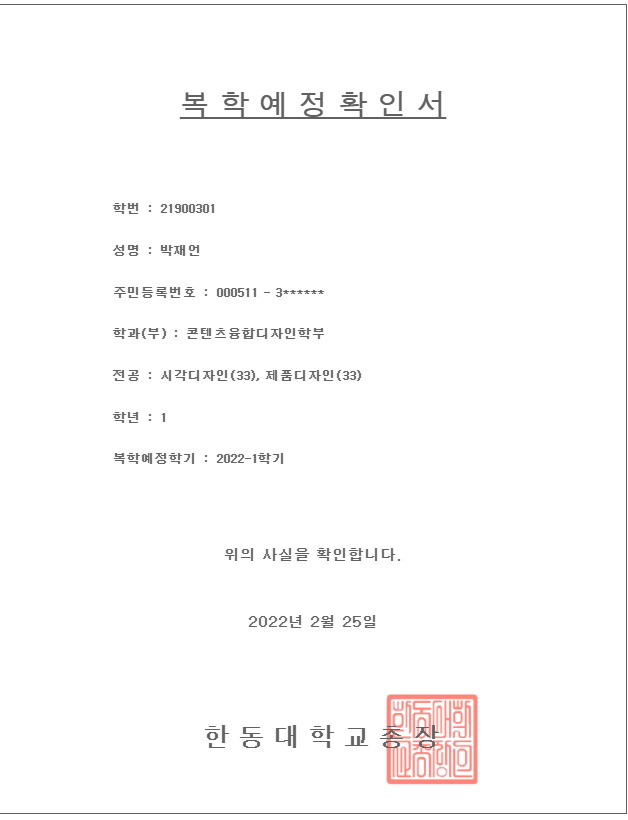 복학예정확인서
학번 : 21900301
성명 : 박재언
주민등록번호 : 000511 - 3******
학과(부) : 콘텐츠융합디자인학부
전공 : 시각디자인(33), 제품디자인(33)
학년 : 1
복학예정학기 : 2022-1학기
위의 사실을 확인합니다.
2022년 2월 25일
한동대학교총장